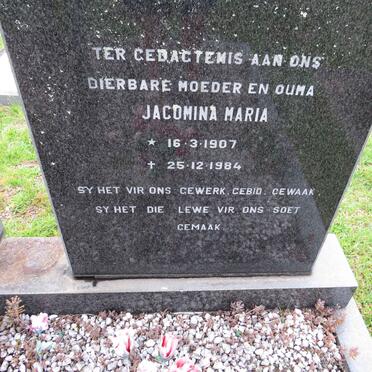 TER GEDAGTENIS AAN ONS
DIERBARE MOEDER EN OUMA
JACOMINA MARIA
★ 16·3·1907
✝ 25·12·1984
SY HET VIR ONS GEWERK, GEBID, GEWAAK
SY HET DIE LEWE VIR ONS SOET
GEMAAK.